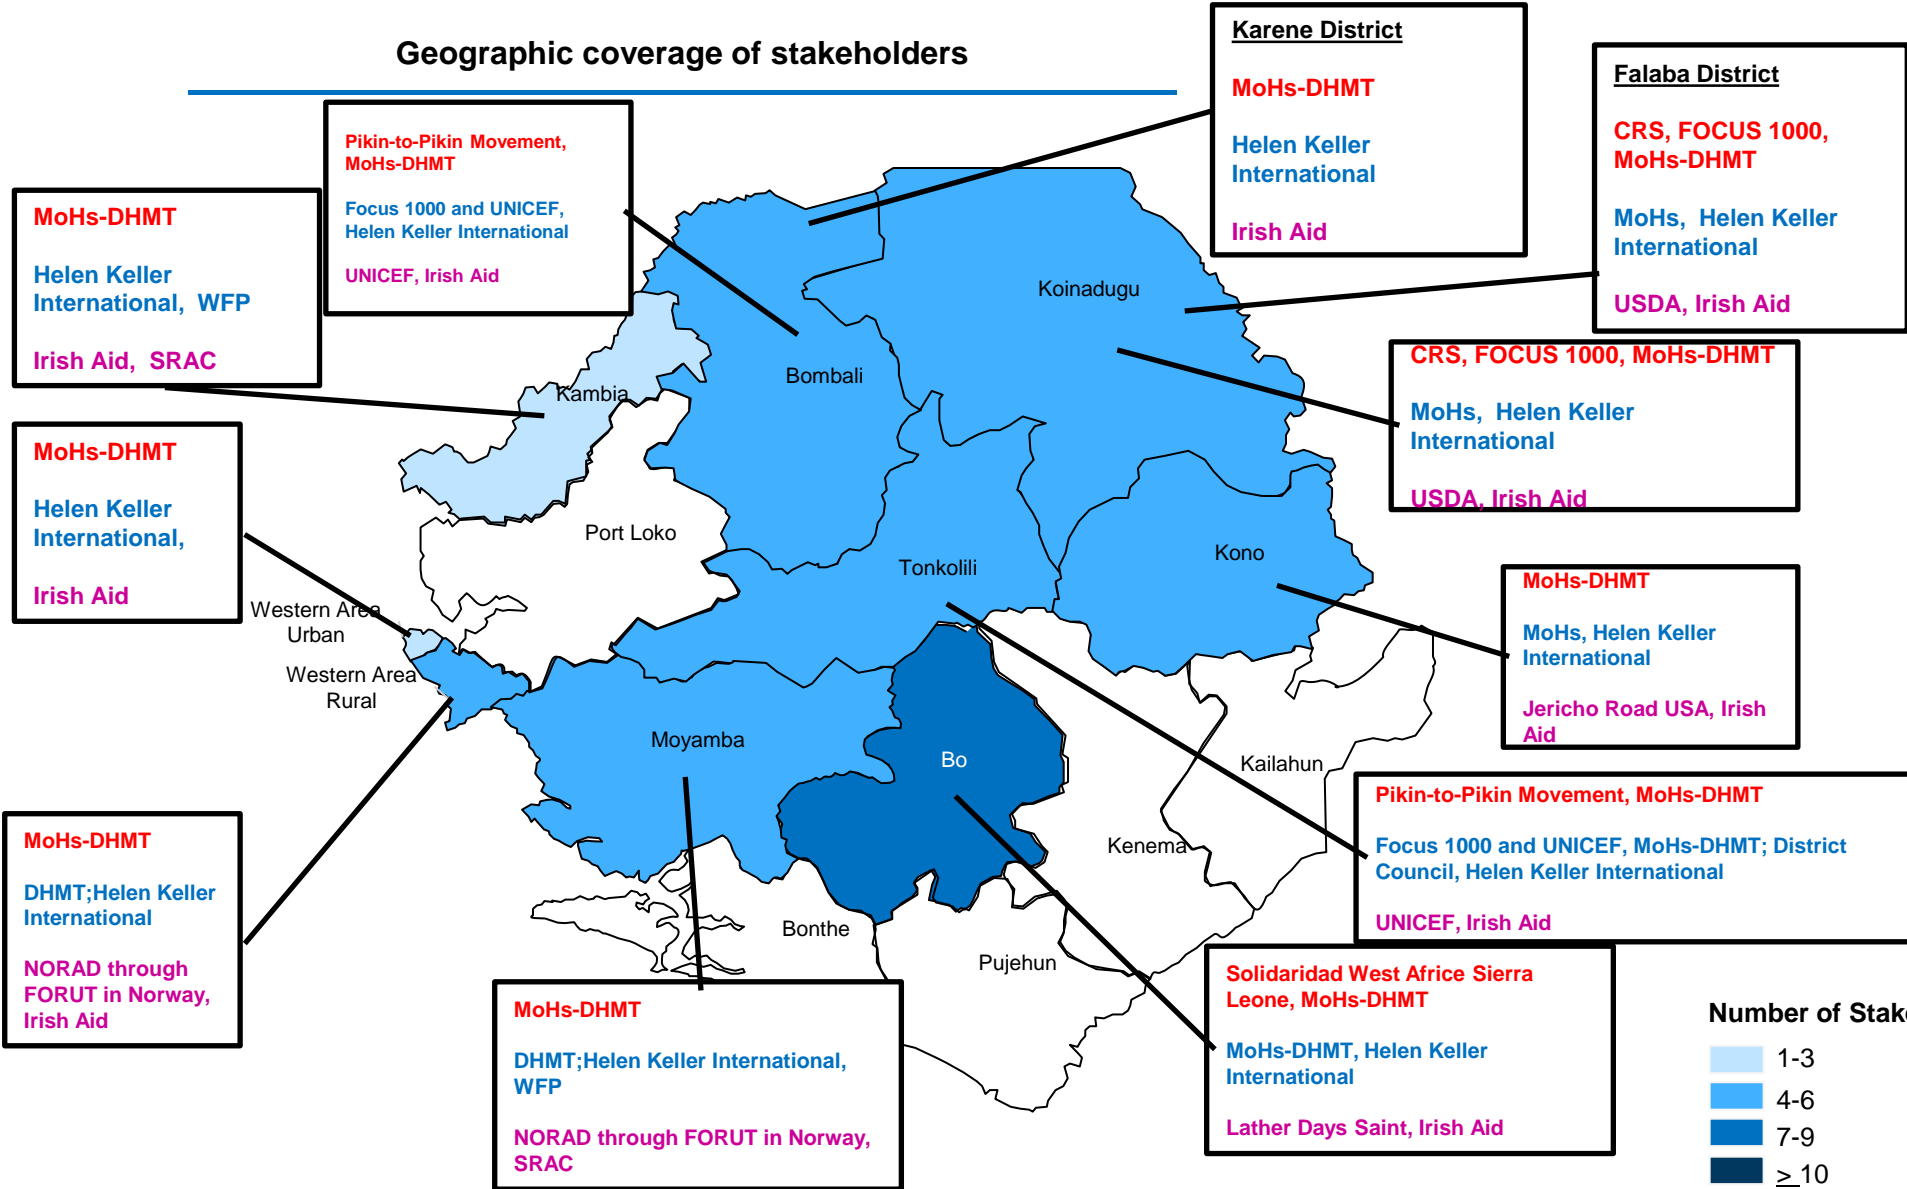 Geographic coverage of stakeholders
Karene District
MoHs-DHMT
Helen Keller
International
Irish Aid
Falaba District
CRS, FOCUS 1000,
MoHs-DHMT
MoHs, Helen Keller
International
USDA, Irish Aid
Pikin-to-Pikin Movement,
MoHs-DHMT
Focus 1000 and UNICEF,
Helen Keller International
UNICEF, Irish Aid
MoHs-DHMT
Helen Keller
International, WFP
Irish Aid, SRAC
CRS, FOCUS 1000, MoHs-DHMT
MoHs, Helen Keller
International
USDA, Irish Aid
MoHs-DHMT
Helen Keller
International,
Irish Aid
Koinadugu
Bombali
Kambia
Port Loko
Kono
Tonkolili
Western Area
Urban
Western Area
Rural
Moyamba
Bo
Kailahun
Kenema
Bonthe
Pujehun
MoHs-DHMT
MoHs, Helen Keller
International
Jericho Road USA, Irish
Aid
Pikin-to-Pikin Movement, MoHs-DHMT
Focus 1000 and UNICEF, MoHs-DHMT; District
Council, Helen Keller International
UNICEF, Irish Aid
MoHs-DHMT
DHMT;Helen Keller
International
NORAD through
FORUT in Norway,
Irish Aid
MoHs-DHMT
DHMT;Helen Keller International,
WFP
NORAD through FORUT in Norway,
SRAC
Solidaridad West Africe Sierra
Leone, MoHs-DHMT
MoHs-DHMT, Helen Keller
International
Lather Days Saint, Irish Aid
Number of Stak
1-3
4-6
7-9
> 10